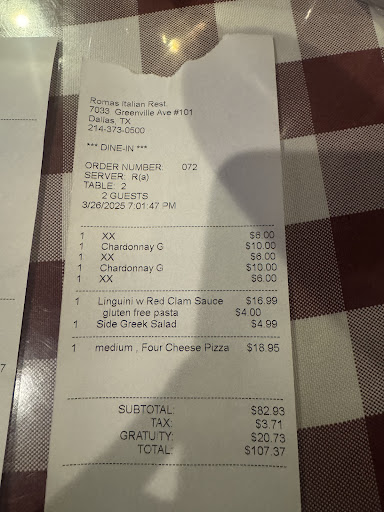 Romas Italian Rest.
7033 Greenville Ave #101
Dallas, TX
214-373-0500
*** DINE-IN ***
ORDER NUMBER: 072
SERVER: R(a)
TABLE: 2
2 GUESTS
3/26/2025 7:01:47 PM
1 XX $6.00
1 Chardonnay G $10.00
1 XX $6.00
1 Chardonnay G $10.00
1 XX $6.00
1 Linguini w Red Clam Sauce $16.99
gluten free pasta $4.00
1 Side Greek Salad $4.99
1 medium , Four Cheese Pizza $18.95
SUBTOTAL: $82.93
TAX: $3.71
GRATUITY: $20.73
TOTAL: $107.37
7